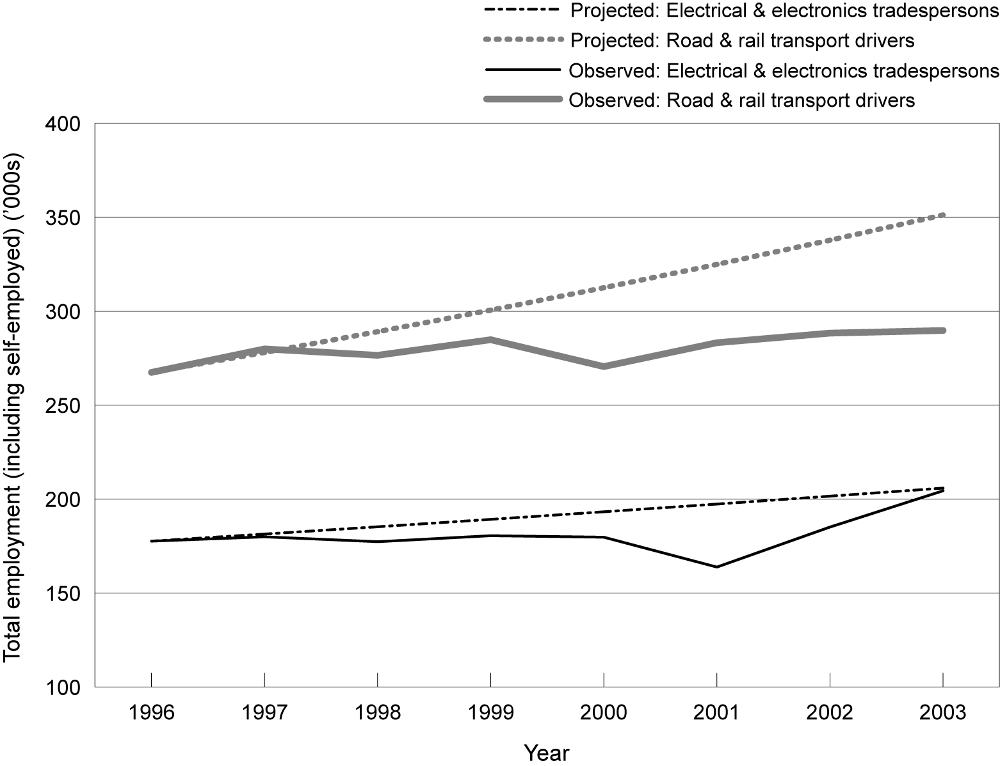 Projected: Electrical & electronics tradespersons
Projected: Road & rail transport drivers
Observed: Electrical & electronics tradespersons
Observed: Road & rail transport drivers
Total employment (including self-employed) (’000s)
400
350
300
250
200
150
100
1996 1997 1998 1999 2000 2001 2002 2003
Year